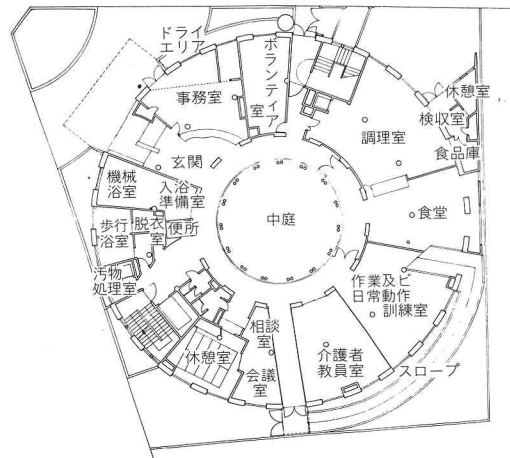 ドライ
エリア
ボランティア
室
事務室
休憩室
検収室
調理室
食品庫
玄関
機械
浴室
入浴
準備室
中庭
食堂
歩行
浴室
脱衣
室
便所
汚物
処理室
作業及ビ
日常動作
訓練室
相談
室
休憩室
会議
室
介護者
教員室
スロープ